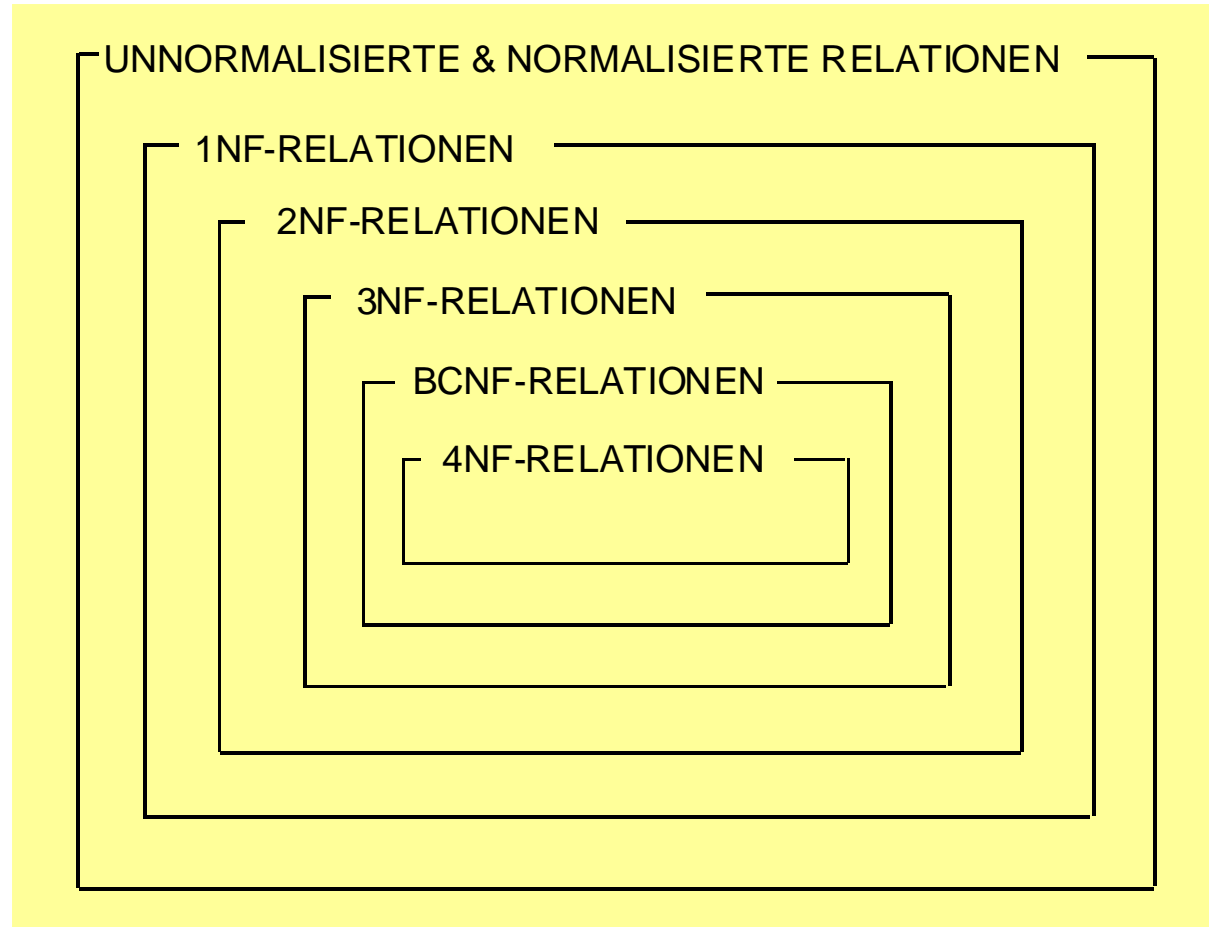 UNNORMALISIERTE & NORMALISIERTE RELATIONEN
1NF-RELATIONEN
2NF-RELATIONEN
3NF-RELATIONEN
BCNF-RELATIONEN
4NF-RELATIONEN